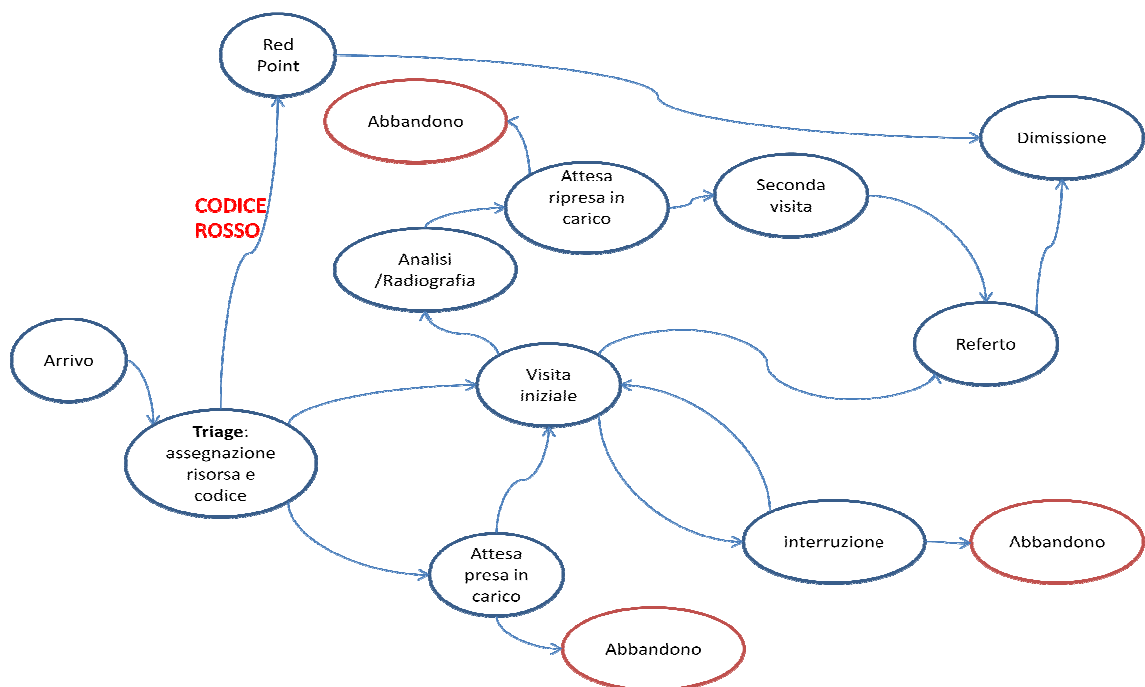 Red
Point
Abbandono
Dimissione
Attesa
ripresa in
carico
Seconda
visita
CODICE
ROSSO
Analisi
/Radiografia
Arrivo
Visita
iniziale
Referto
Triage:
assegnazione
risorsa e
codice
interruzione
Abbandono
Attesa
presa in
carico
Abbandono